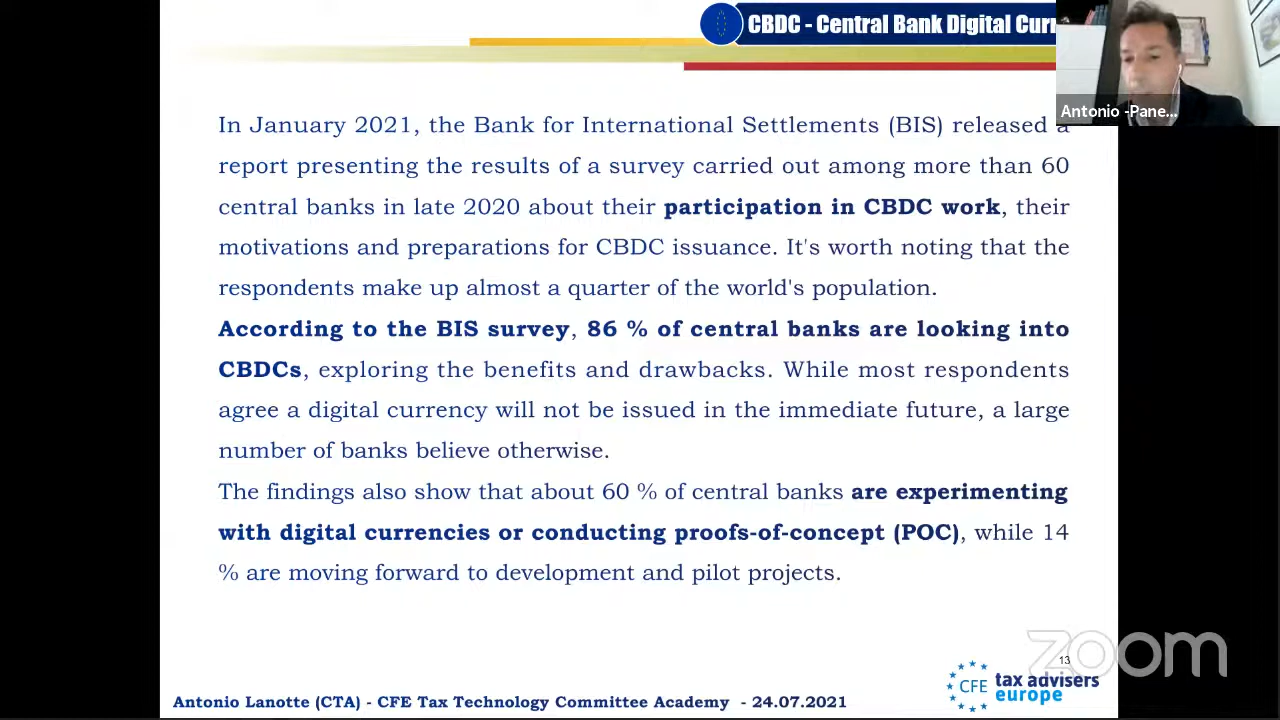 CBDC - Central Bank Digital Curr
Antonio -Pane...
In January 2021, the Bank for International Settlements (BIS) released a
report presenting the results of a survey carried out among more than 60
central banks in late 2020 about their participation in CBDC work, their
motivations and preparations for CBDC issuance. It's worth noting that the
respondents make up almost a quarter of the world's population.
According to the BIS survey, 86 % of central banks are looking into
CBDCs, exploring the benefits and drawbacks. While most respondents
agree a digital currency will not be issued in the immediate future, a large
number of banks believe otherwise.
The findings also show that about 60 % of central banks are experimenting
with digital currencies or conducting proofs-of-concept (POC), while 14
% are moving forward to development and pilot projects.
zoom
13
CFE tax advisers
europe
Antonio Lanotte (CTA) - CFE Tax Technology Committee Academy - 24.07.2021